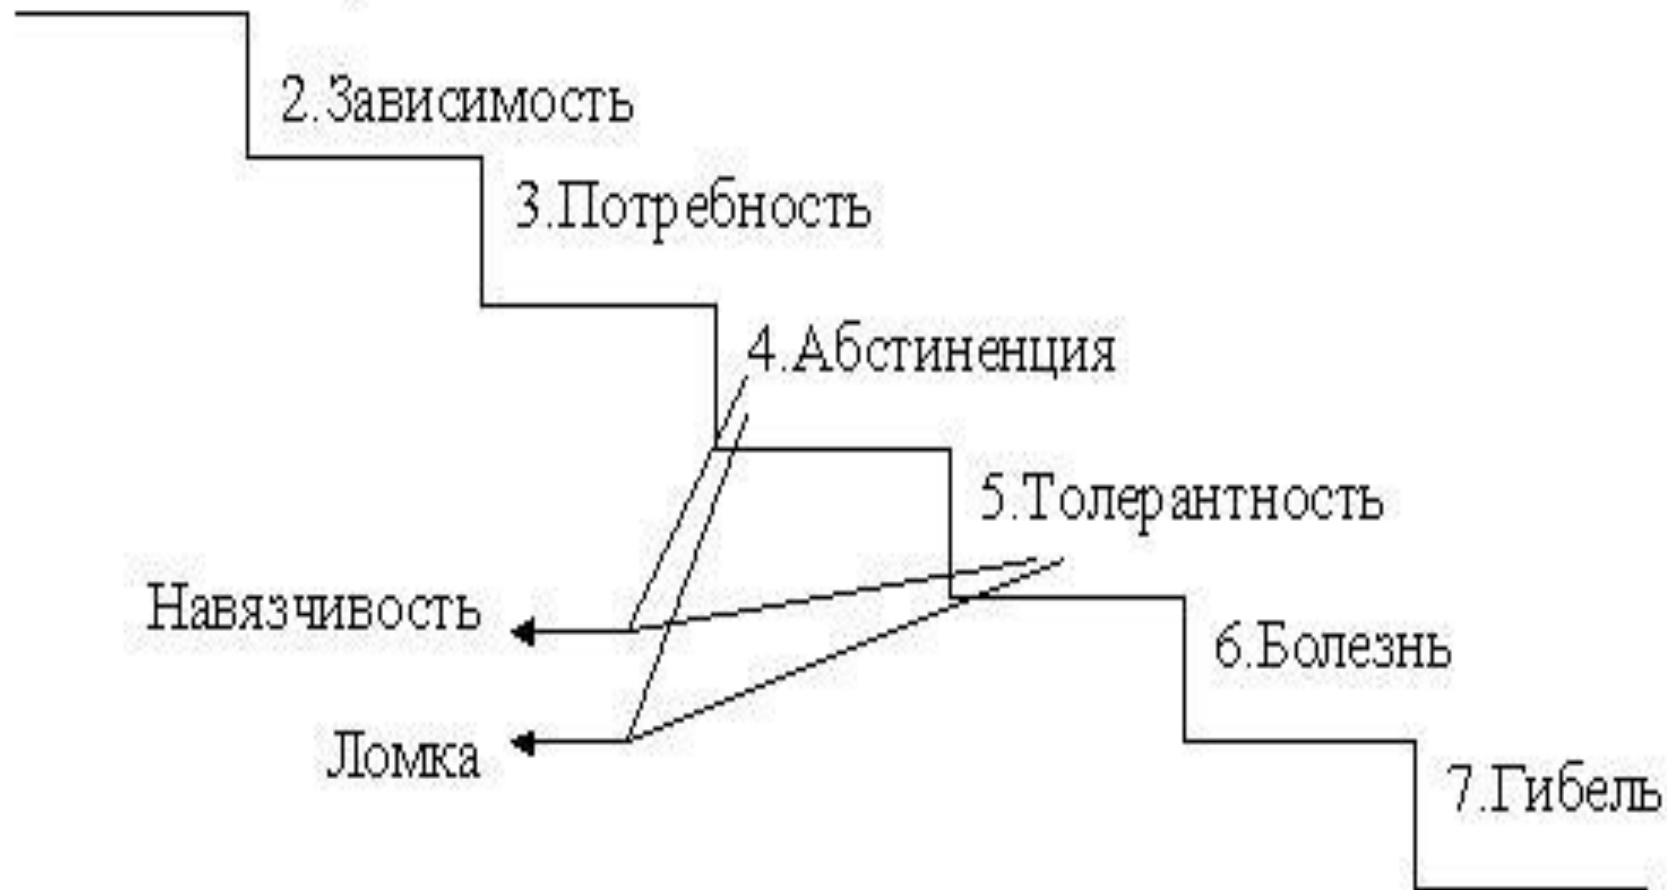 2.Зависимость
3.Потребность
4.Абстиненция
5.Толерантность
Навязчивость
6.Болезнь
Ломка
7.Гибель